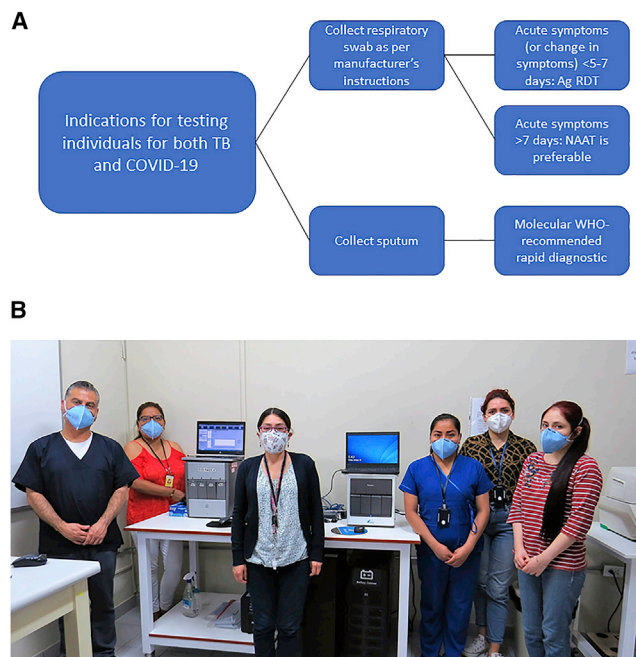 A
Indications for testing
individuals for both TB
and COVID-19
Collect respiratory
swab as per
manufacturer's
instructions
Acute symptoms
(or change in
symptoms) <5-7
days: Ag RDT
Acute symptoms
>7 days: NAAT is
preferable
Collect sputum
Molecular WHO-
recommended
rapid diagnostic
B